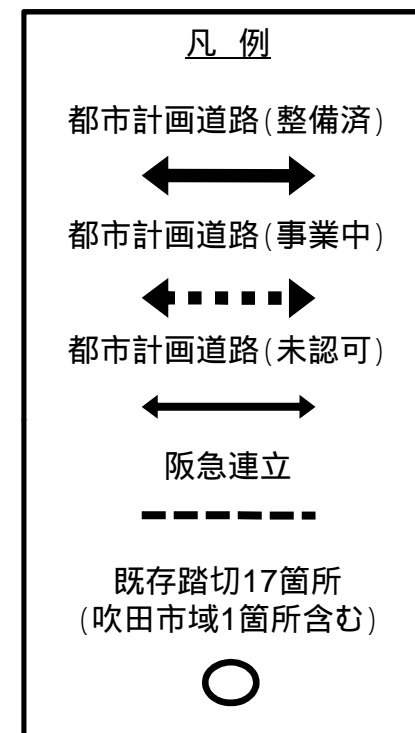 凡 例
都市計画道路(整備済)
都市計画道路(事業中)
都市計画道路(未認可)
阪急連立
既存踏切17箇所
(吹田市域1箇所含む)